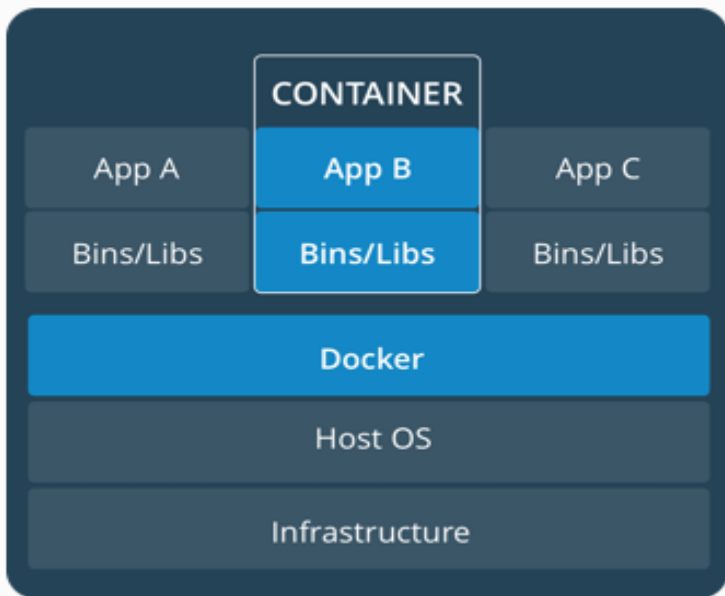 CONTAINER
App A App B App C
Bins/Libs Bins/Libs Bins/Libs
Docker
Host OS
Infrastructure